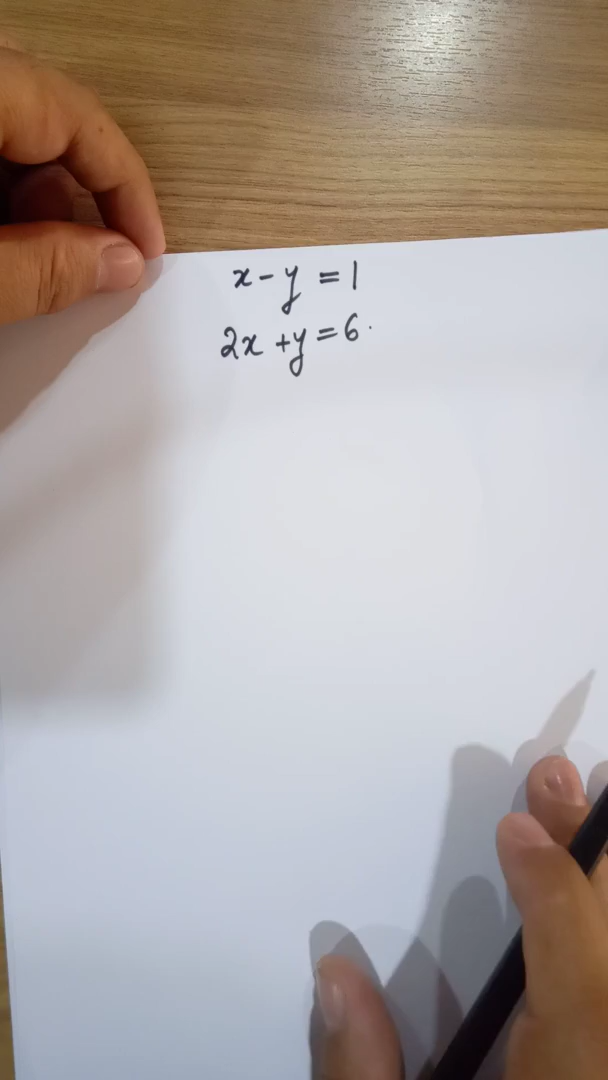 x - y = 1
2x + y = 6.